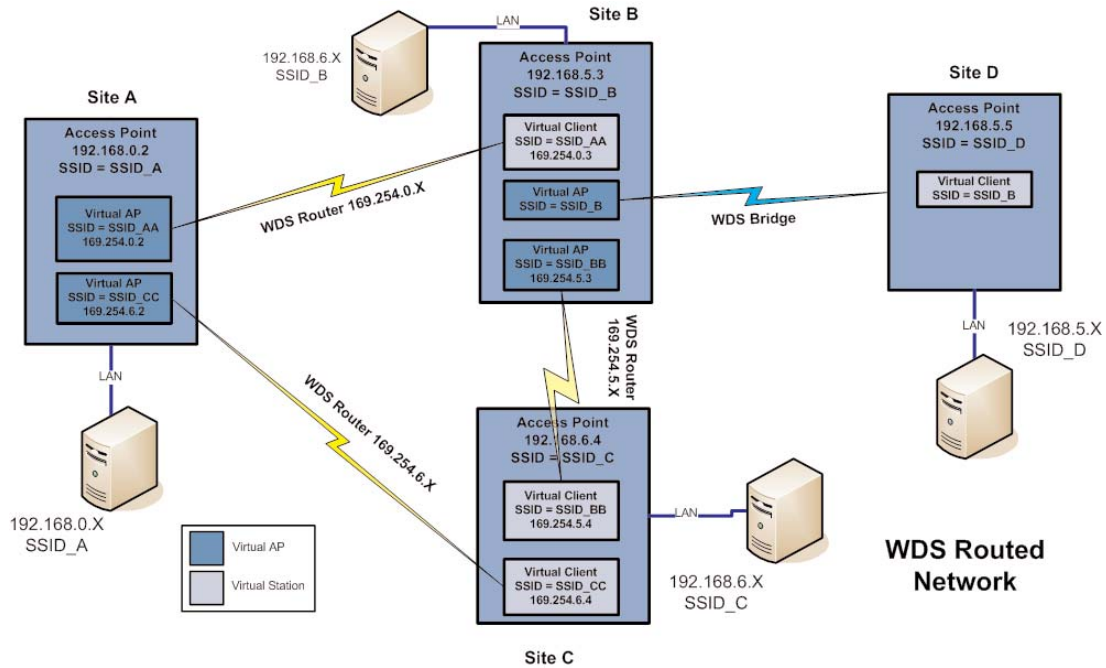 LAN
Site B
192.168.6.X
SSID_B
Access Point
192.168.5.3
SSID = SSID_B
Virtual Client
SSID = SSID_AA
169.254.0.3
Virtual AP
SSID = SSID_B
Virtual AP
SSID = SSID_BB
169.254.5.3
Site A
Access Point
192.168.0.2
SSID = SSID_A
Virtual AP
SSID = SSID_AA
169.254.0.2
Virtual AP
SSID = SSID_CC
169.254.6.2
LAN
192.168.0.X
SSID_A
WDS Router 169.254.0.X
WDS Bridge
Site D
Access Point
192.168.5.5
SSID = SSID_D
Virtual Client
SSID = SSID_B
LAN
192.168.5.X
SSID_D
WDS Router
169.254.5.X
WDS Router 169.254.6.X
Access Point
192.168.6.4
SSID = SSID_C
Virtual Client
SSID = SSID_BB
169.254.5.4
Virtual Client
SSID = SSID_CC
169.254.6.4
Site C
LAN
192.168.6.X
SSID_C
Virtual AP
Virtual Station
WDS Routed
Network